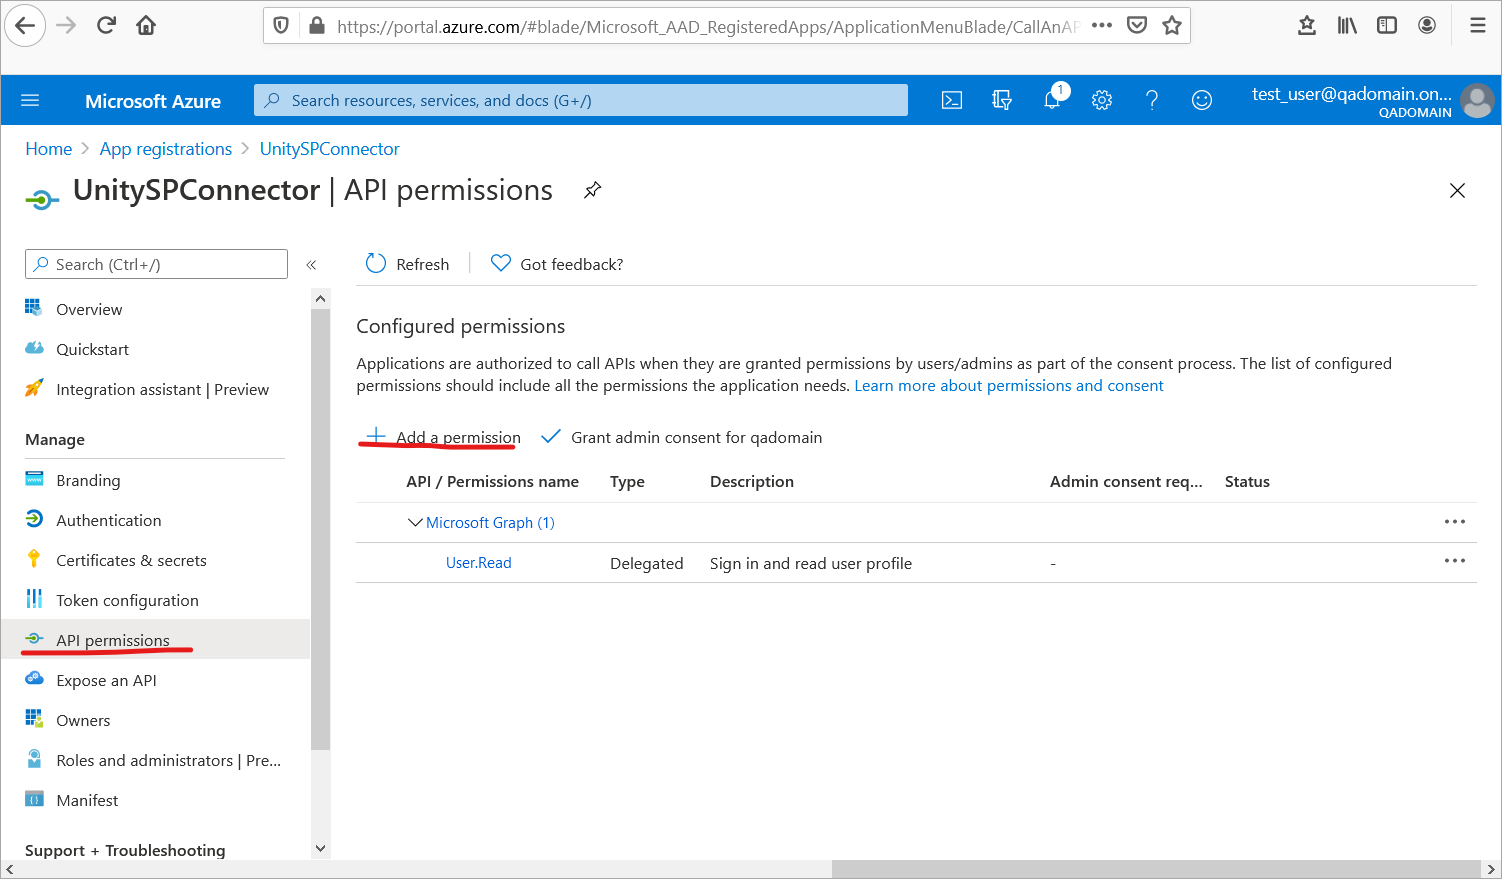 https://portal.azure.com/#blade/Microsoft_AAD_RegisteredApps/ApplicationMenuBlade/CallAnAP
Microsoft Azure
Search resources, services, and docs (G+/)
1
test_user@qadomain.on...
QADOMAIN
Home > App registrations > UnitySPConnector
UnitySPConnector | API permissions
Search (Ctrl+/)
«
Overview
Quickstart
Integration assistant | Preview
Manage
Branding
Authentication
Certificates & secrets
Token configuration
API permissions
Expose an API
Owners
Roles and administrators | Pre...
Manifest
Support + Troubleshooting
Refresh
Got feedback?
Configured permissions
Applications are authorized to call APIs when they are granted permissions by users/admins as part of the consent process. The list of configured
permissions should include all the permissions the application needs. Learn more about permissions and consent
Add a permission
Grant admin consent for qadomain
API / Permissions name Type Description Admin consent req... Status
Microsoft Graph (1)
User.Read Delegated Sign in and read user profile -